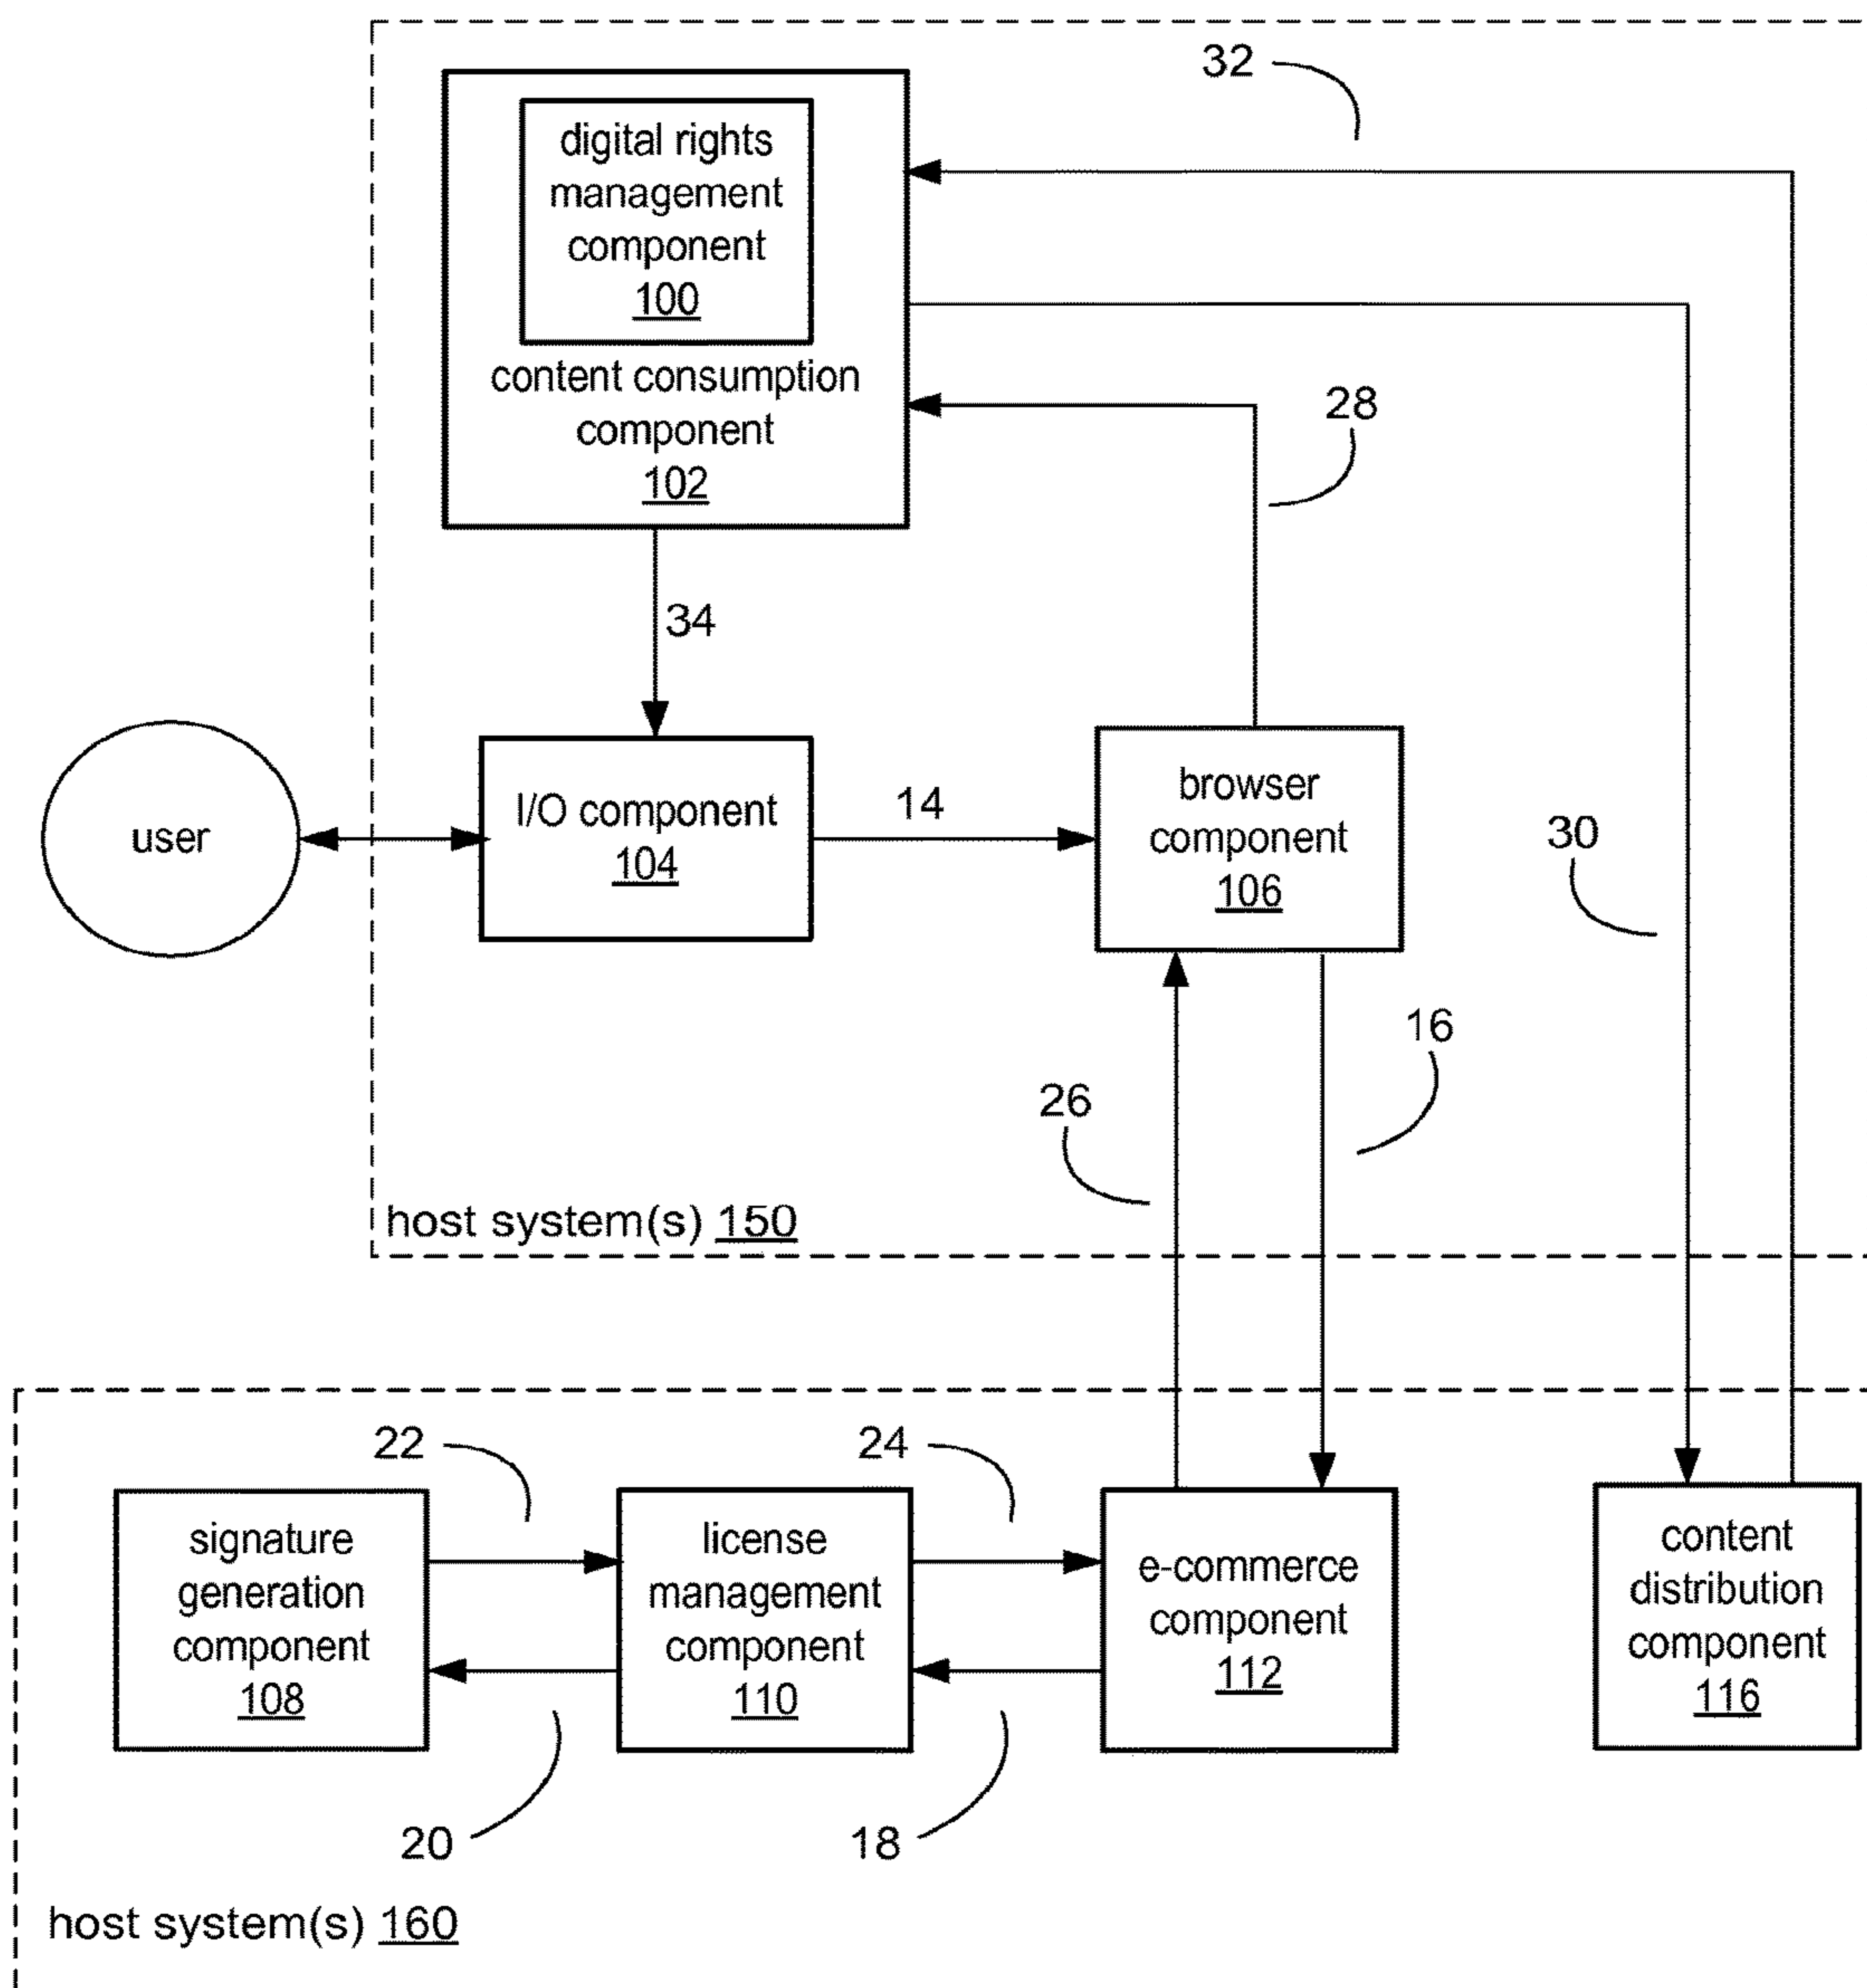 32
digital rights
management
component
100
content consumption
component
102
28
34
user
I/O component
104
14
browser
component
106
30
16
26
host system(s) 150
22
24
signature
generation
component
108
license
management
component
110
e-commerce
component
112
content
distribution
component
116
20
18
host system(s) 160